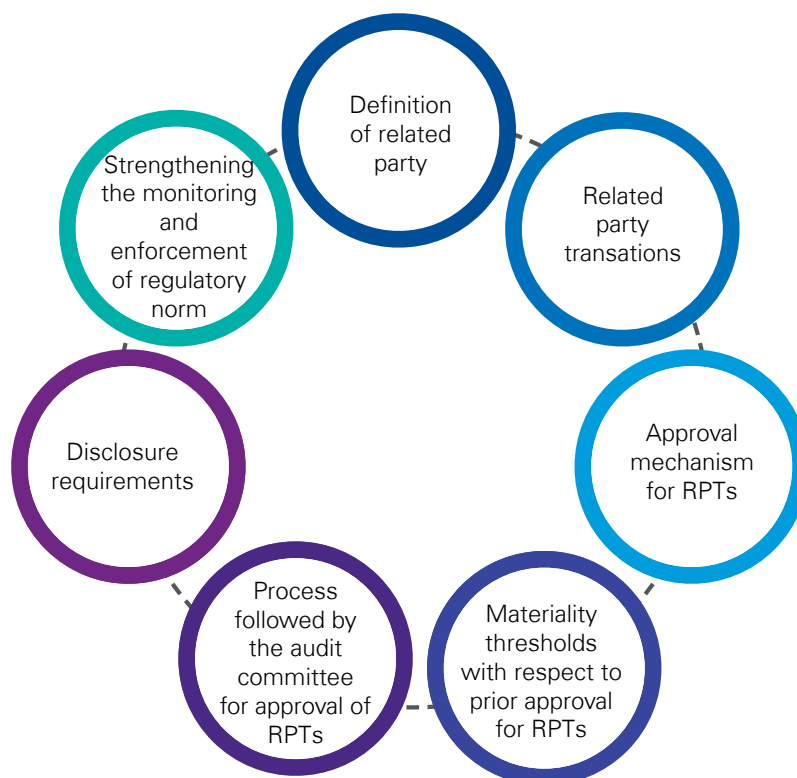 Definition
of related
party
Related
party
transations
Approval
mechanism
for RPTs
Materiality
thresholds
with respect to
prior approval
for RPTs
Process
followed by
the audit
committee
for approval of
RPTs
Disclosure
requirements
Strengthening
the monitoring
and
enforcement
of regulatory
norm